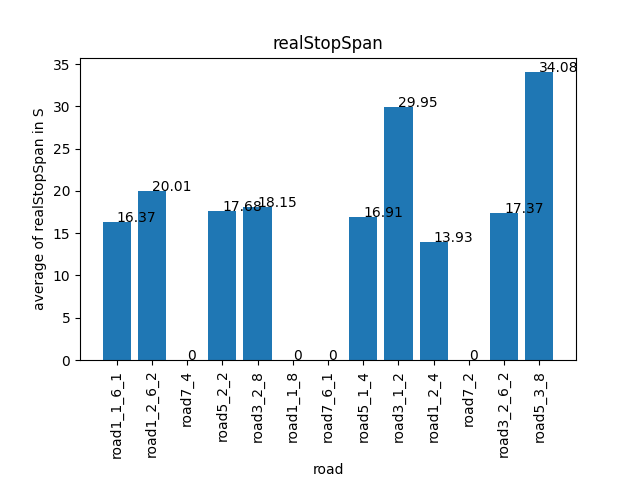 realStopSpan
average of realStopSpan in S
35
30
25
20
15
10
5
0
16.37
20.01
0
17.68
18.15
0
0
16.91
29.95
13.93
0
17.37
34.08
road1_1_6_1
road1_2_6_2
road7_4
road5_2_2
road3_2_8
road1_1_8
road7_6_1
road5_1_4
road3_1_2
road1_2_4
road7_2
road3_2_6_2
road5_3_8
road